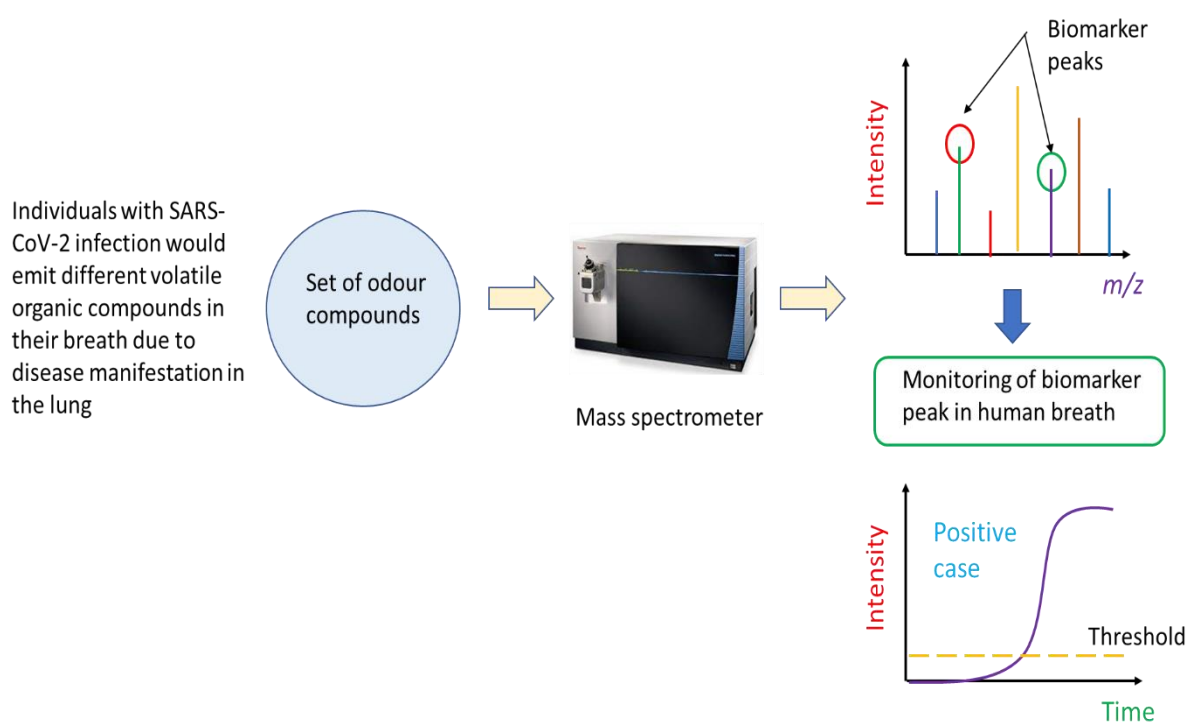 Individuals with SARS-
CoV-2 infection would
emit different volatile
organic compounds in
their breath due to
disease manifestation in
the lung
Set of odour
compounds
Mass spectrometer
Biomarker
peaks
Intensity
m/z
Monitoring of biomarker
peak in human breath
Intensity
Positive
case
Threshold
Time